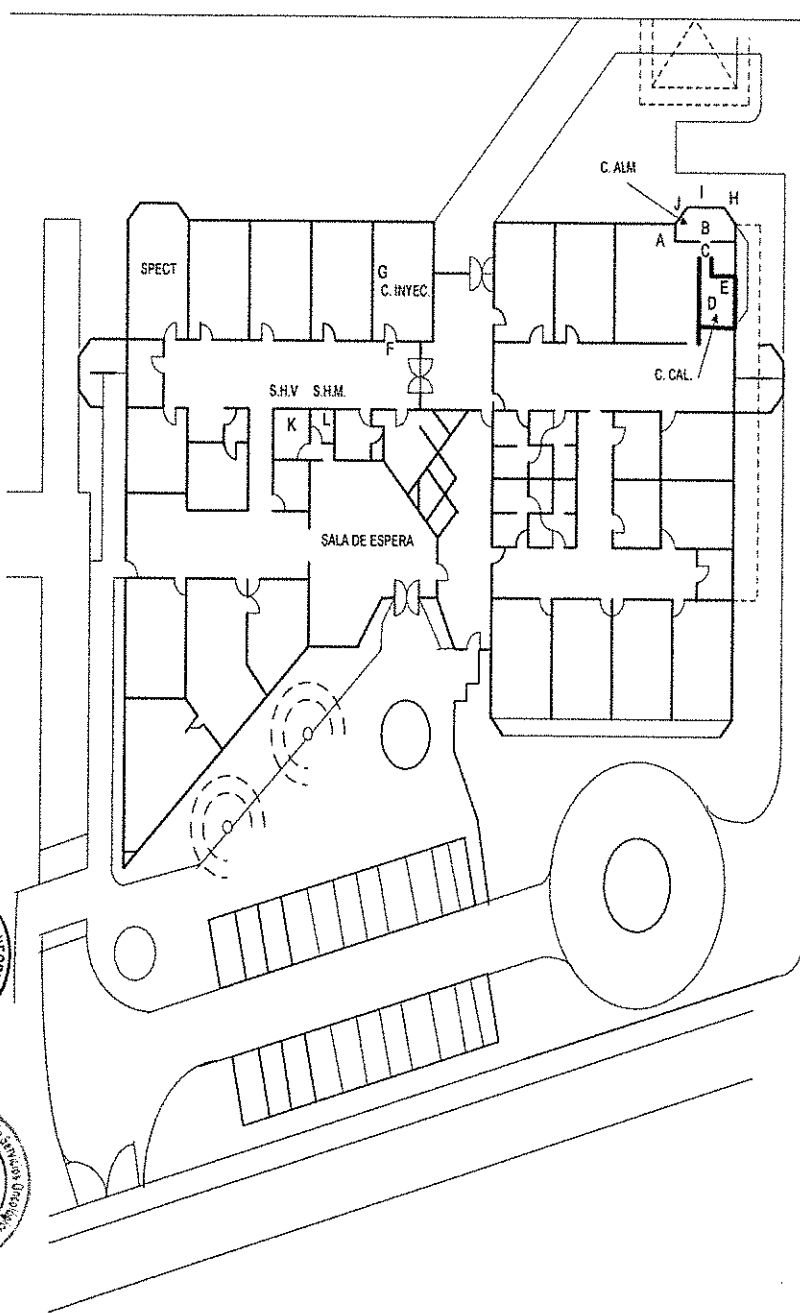 C. ALM
J
I
H
A
B
C
E
D
SPECT
G
C. INYEC.
F
C. CAL.
S.H.V
S.H.M.
K
L
SALA DE ESPERA